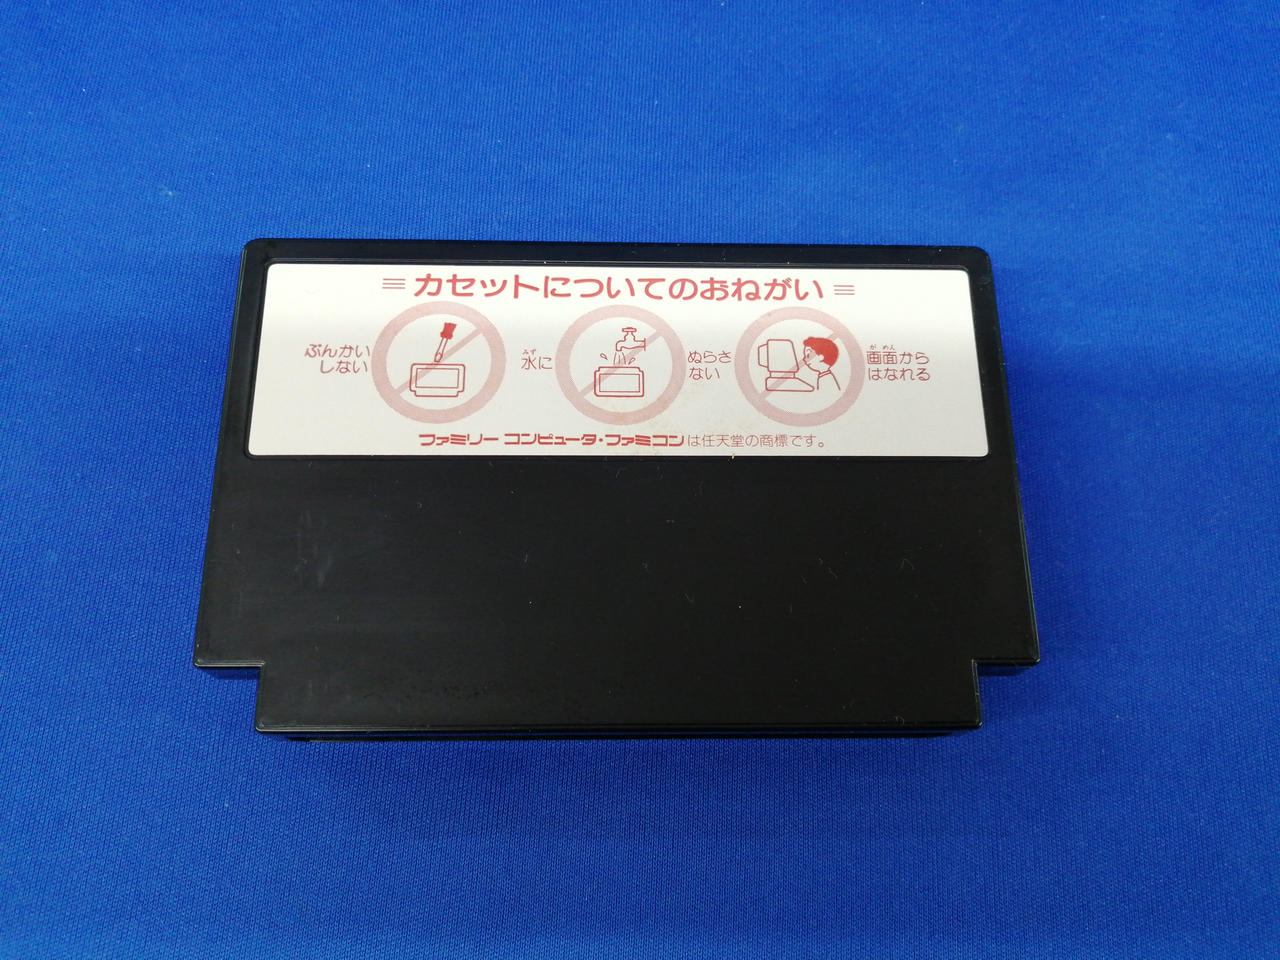 カセットについてのおねがい
ぶんかい
しない
みず
水に
ぬらさ
ない
がめん
画面から
はなれる
ファミリー コンピュータ・ファミコンは任天堂の商標です。